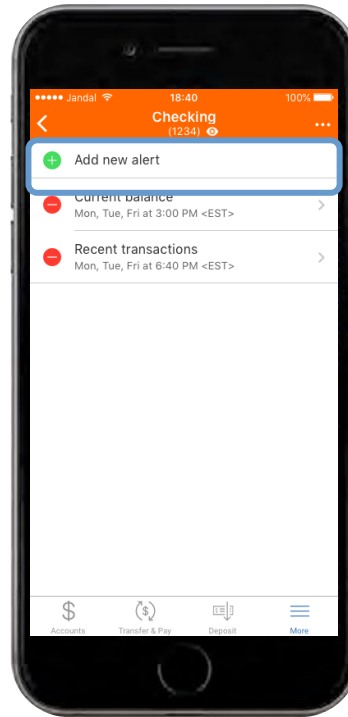 Jandal 18:40 100%
Checking
(1234)
Add new alert
Current balance
Mon, Tue, Fri at 3:00 PM <EST>
Recent transactions
Mon, Tue, Fri at 6:40 PM <EST>
Accounts Transfer & Pay Deposit More